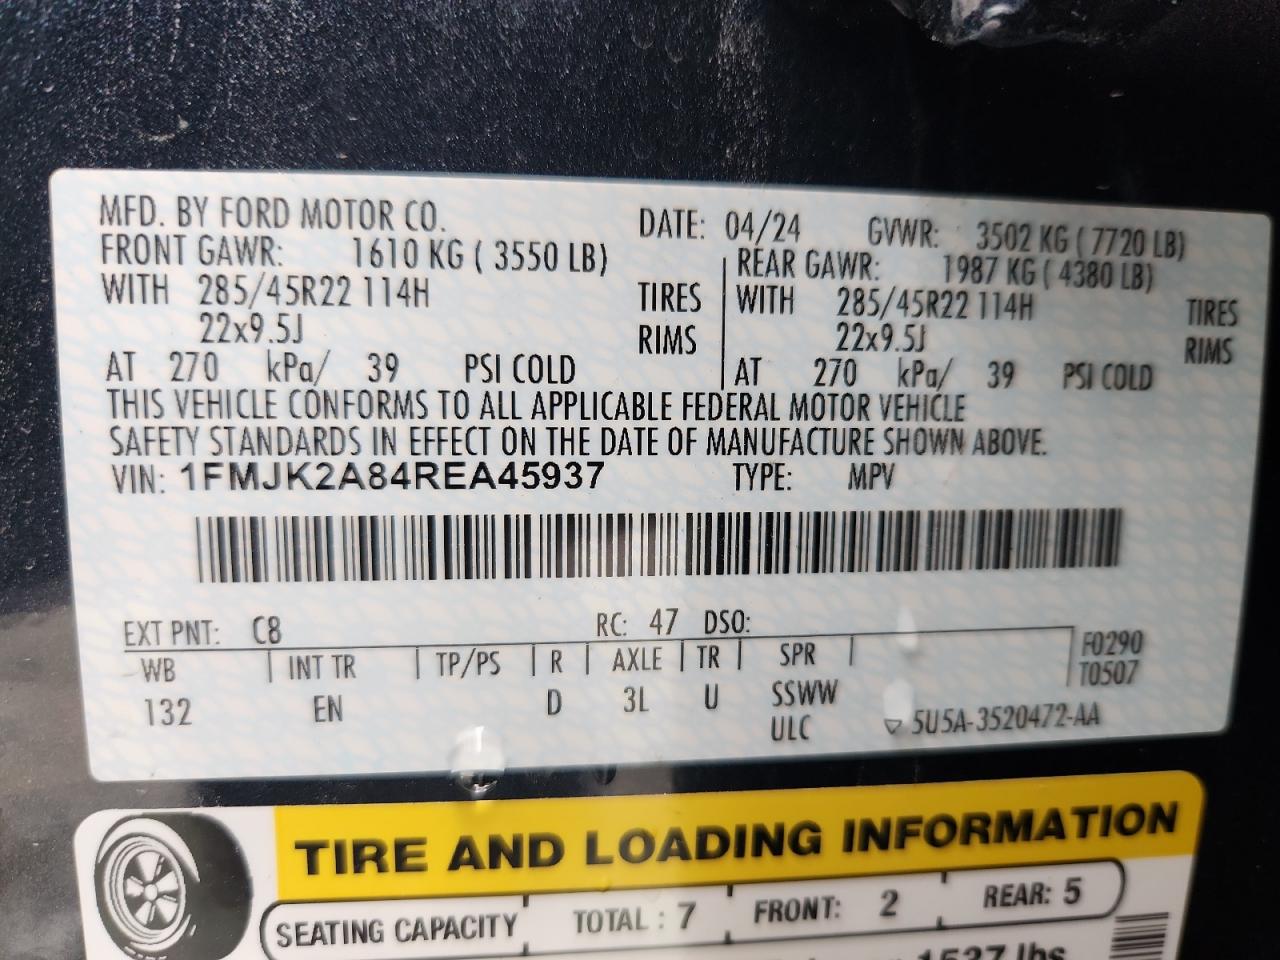 MFD. BY FORD MOTOR CO. DATE: 04/24 GVWR: 3502 KG ( 7720 LB)
FRONT GAWR: 1610 KG ( 3550 LB) REAR GAWR: 1987 KG ( 4380 LB)
WITH 285/45R22 114H TIRES WITH 285/45R22 114H TIRES
22x9.5J RIMS 22x9.5J RIMS
AT 270 kPa/ 39 PSI COLD AT 270 kPa/ 39 PSI COLD
THIS VEHICLE CONFORMS TO ALL APPLICABLE FEDERAL MOTOR VEHICLE
SAFETY STANDARDS IN EFFECT ON THE DATE OF MANUFACTURE SHOWN ABOVE.
VIN: 1FMJK2A84REA45937 TYPE: MPV
EXT PNT: C8 RC: 47 DSO:
WB INT TR TP/PS R AXLE TR SPR F0290
T0507
132 EN D 3L U SSWW
ULC 5U5A-3520472-AA
TIRE AND LOADING INFORMATION
SEATING CAPACITY TOTAL : 7 FRONT: 2 REAR: 5
1537 lbs